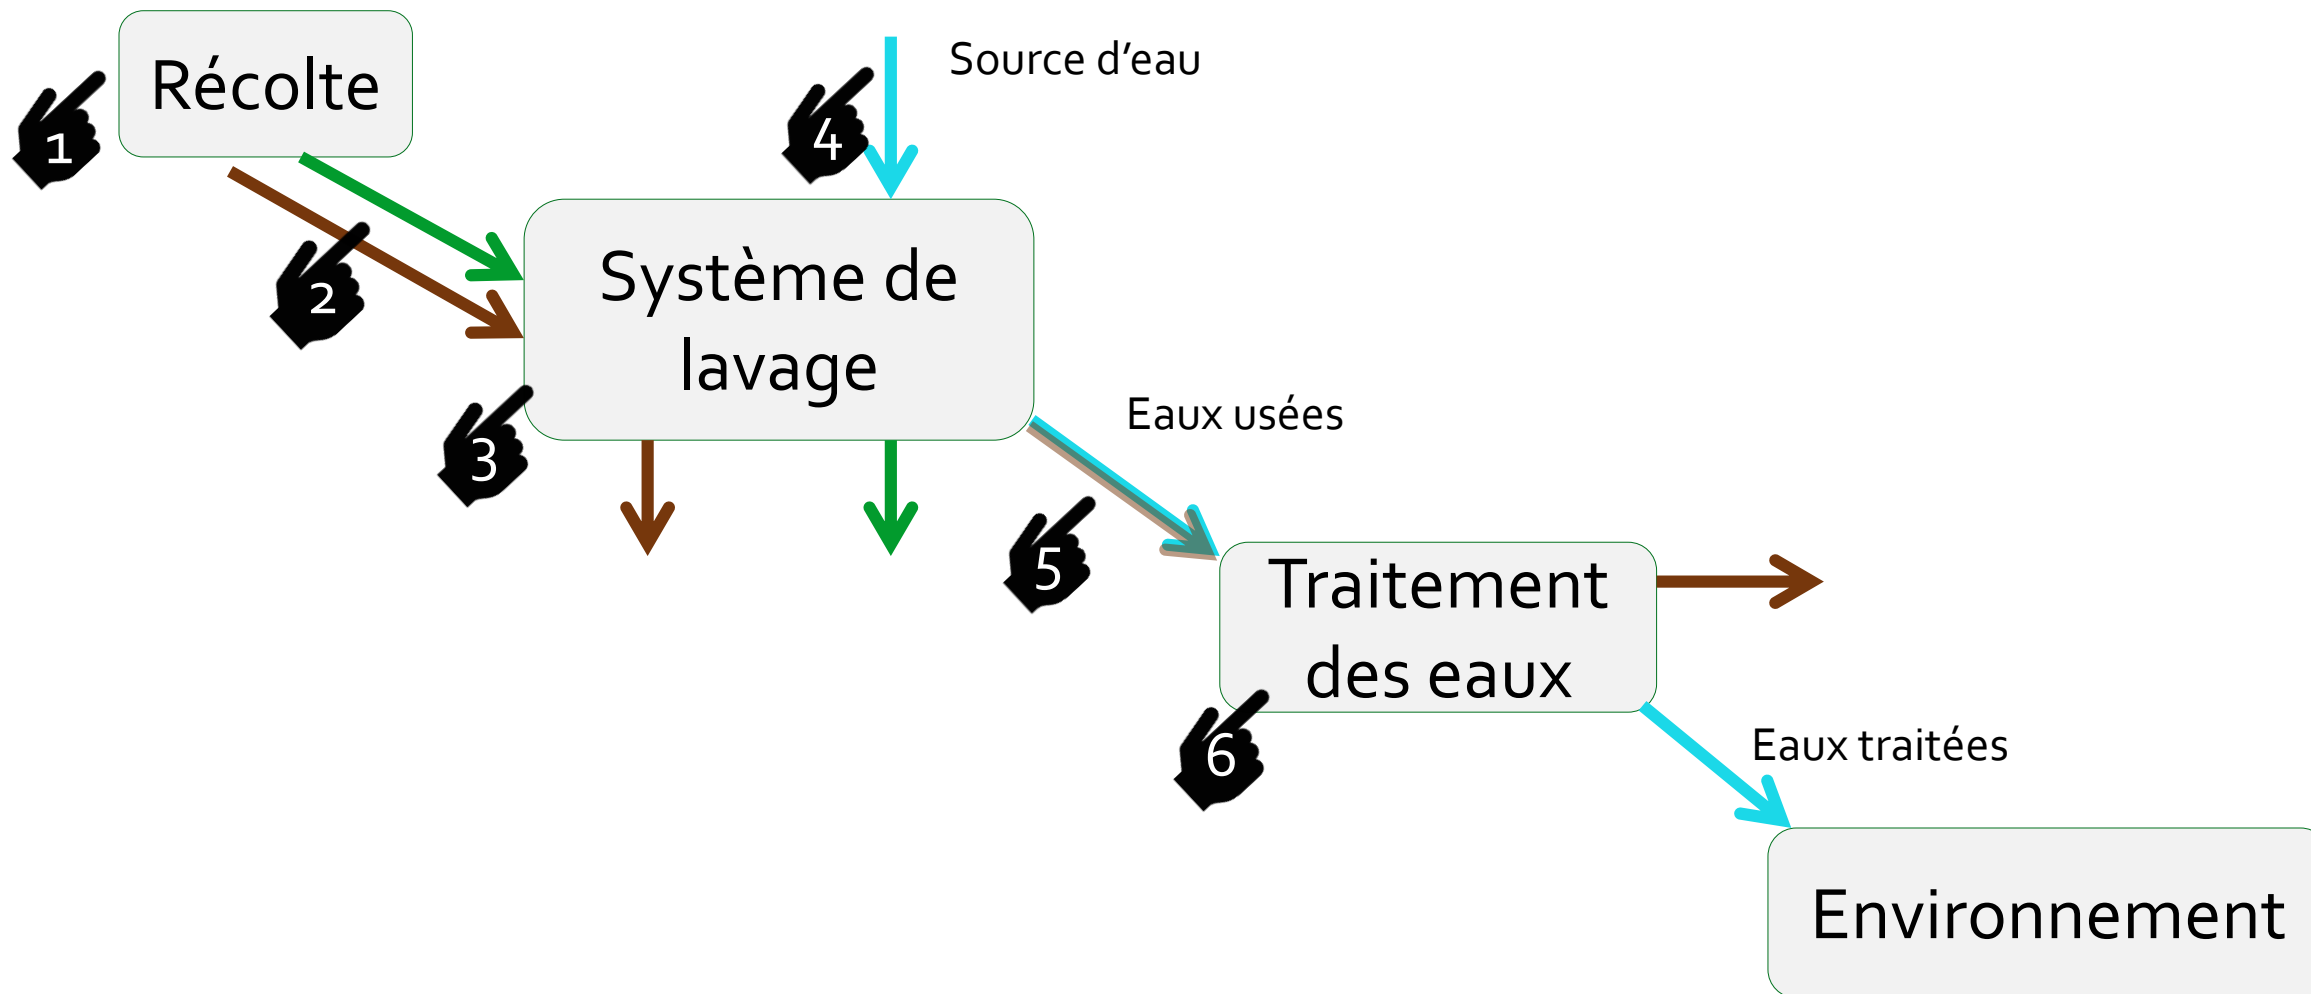 Récolte
1
Source d’eau
4
2
Système de
lavage
3
Eaux usées
5
Traitement
des eaux
6
Eaux traitées
Environnement